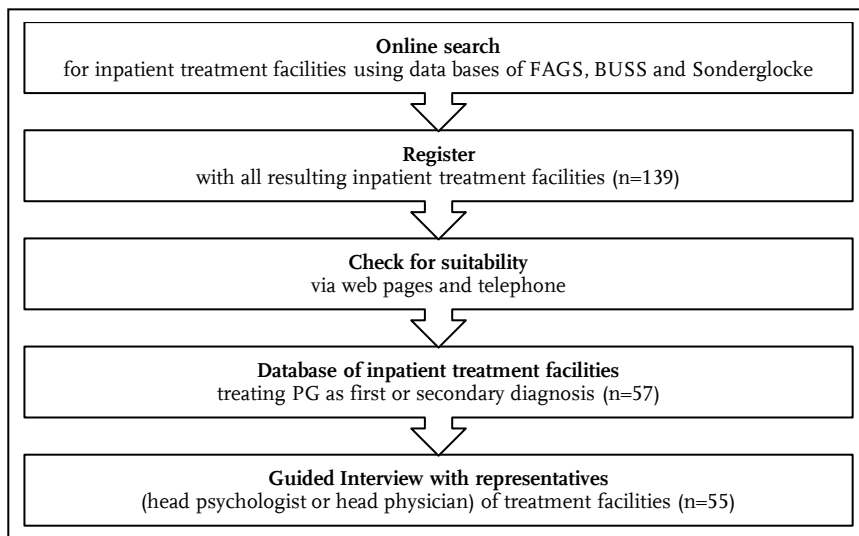 Online search
for inpatient treatment facilities using data bases of FAGS, BUSS and Sonderglocke
Register
with all resulting inpatient treatment facilities (n=139)
Check for suitability
via web pages and telephone
Database of inpatient treatment facilities
treating PG as first or secondary diagnosis (n=57)
Guided Interview with representatives
(head psychologist or head physician) of treatment facilities (n=55)